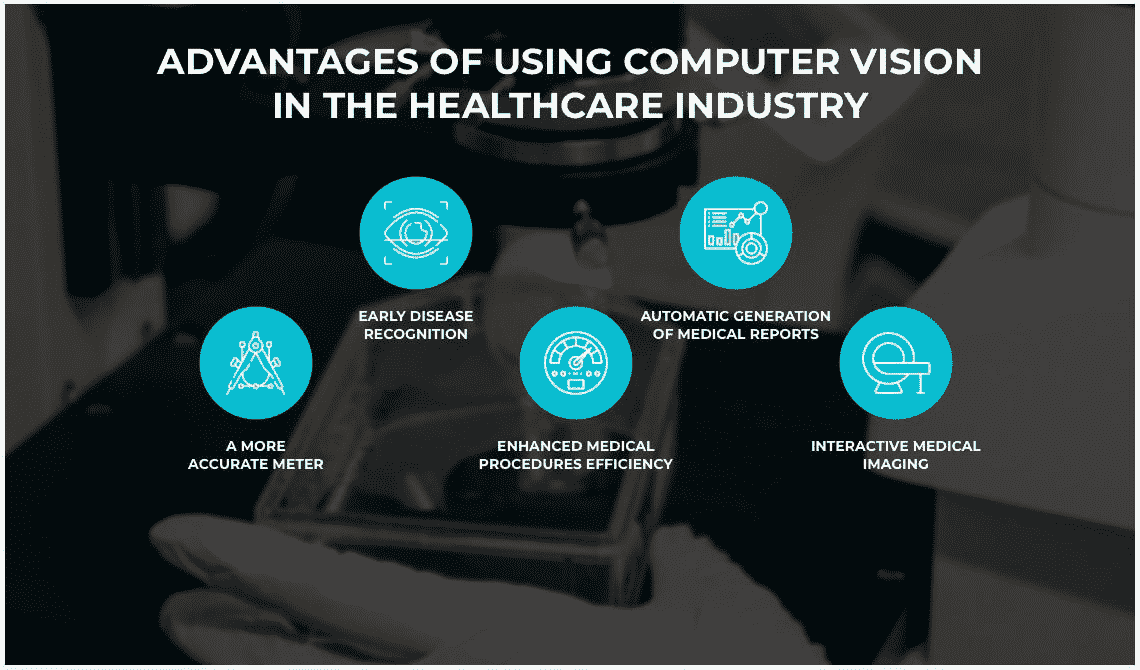 ADVANTAGES OF USING COMPUTER VISION
IN THE HEALTHCARE INDUSTRY
EARLY DISEASE
RECOGNITION
AUTOMATIC GENERATION
OF MEDICAL REPORTS
A MORE
ACCURATE METER
ENHANCED MEDICAL
PROCEDURES EFFICIENCY
INTERACTIVE MEDICAL
IMAGING